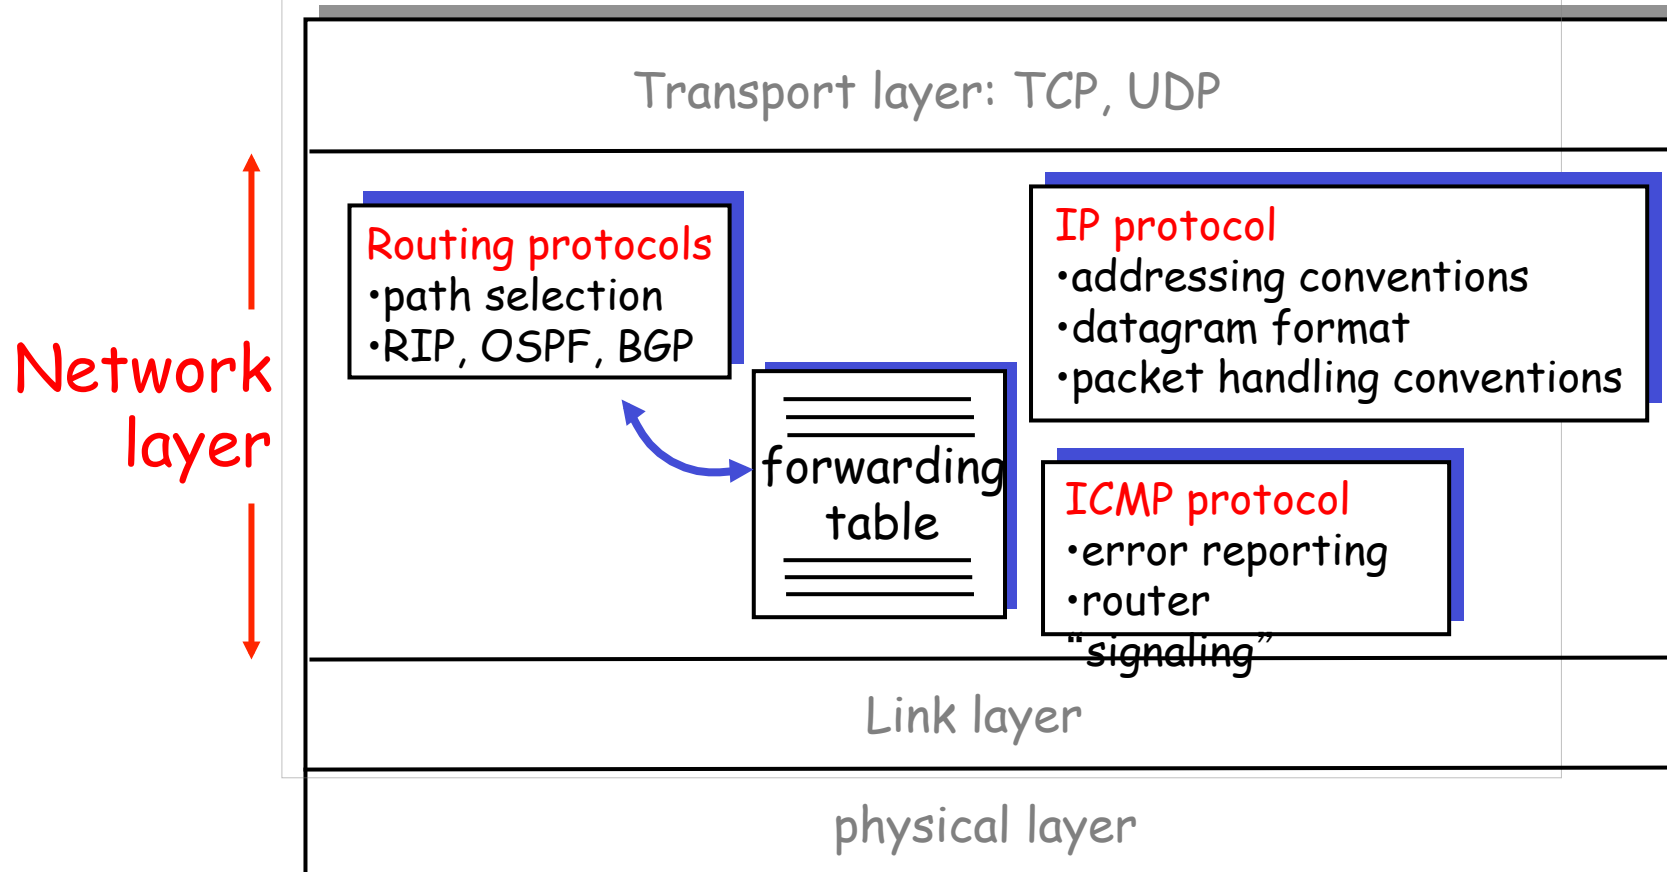 Transport layer: TCP, UDP
Network
layer
Routing protocols
•path selection
•RIP, OSPF, BGP
forwarding
table
IP protocol
•addressing conventions
•datagram format
•packet handling conventions
ICMP protocol
•error reporting
•router
“signaling”
Link layer
physical layer